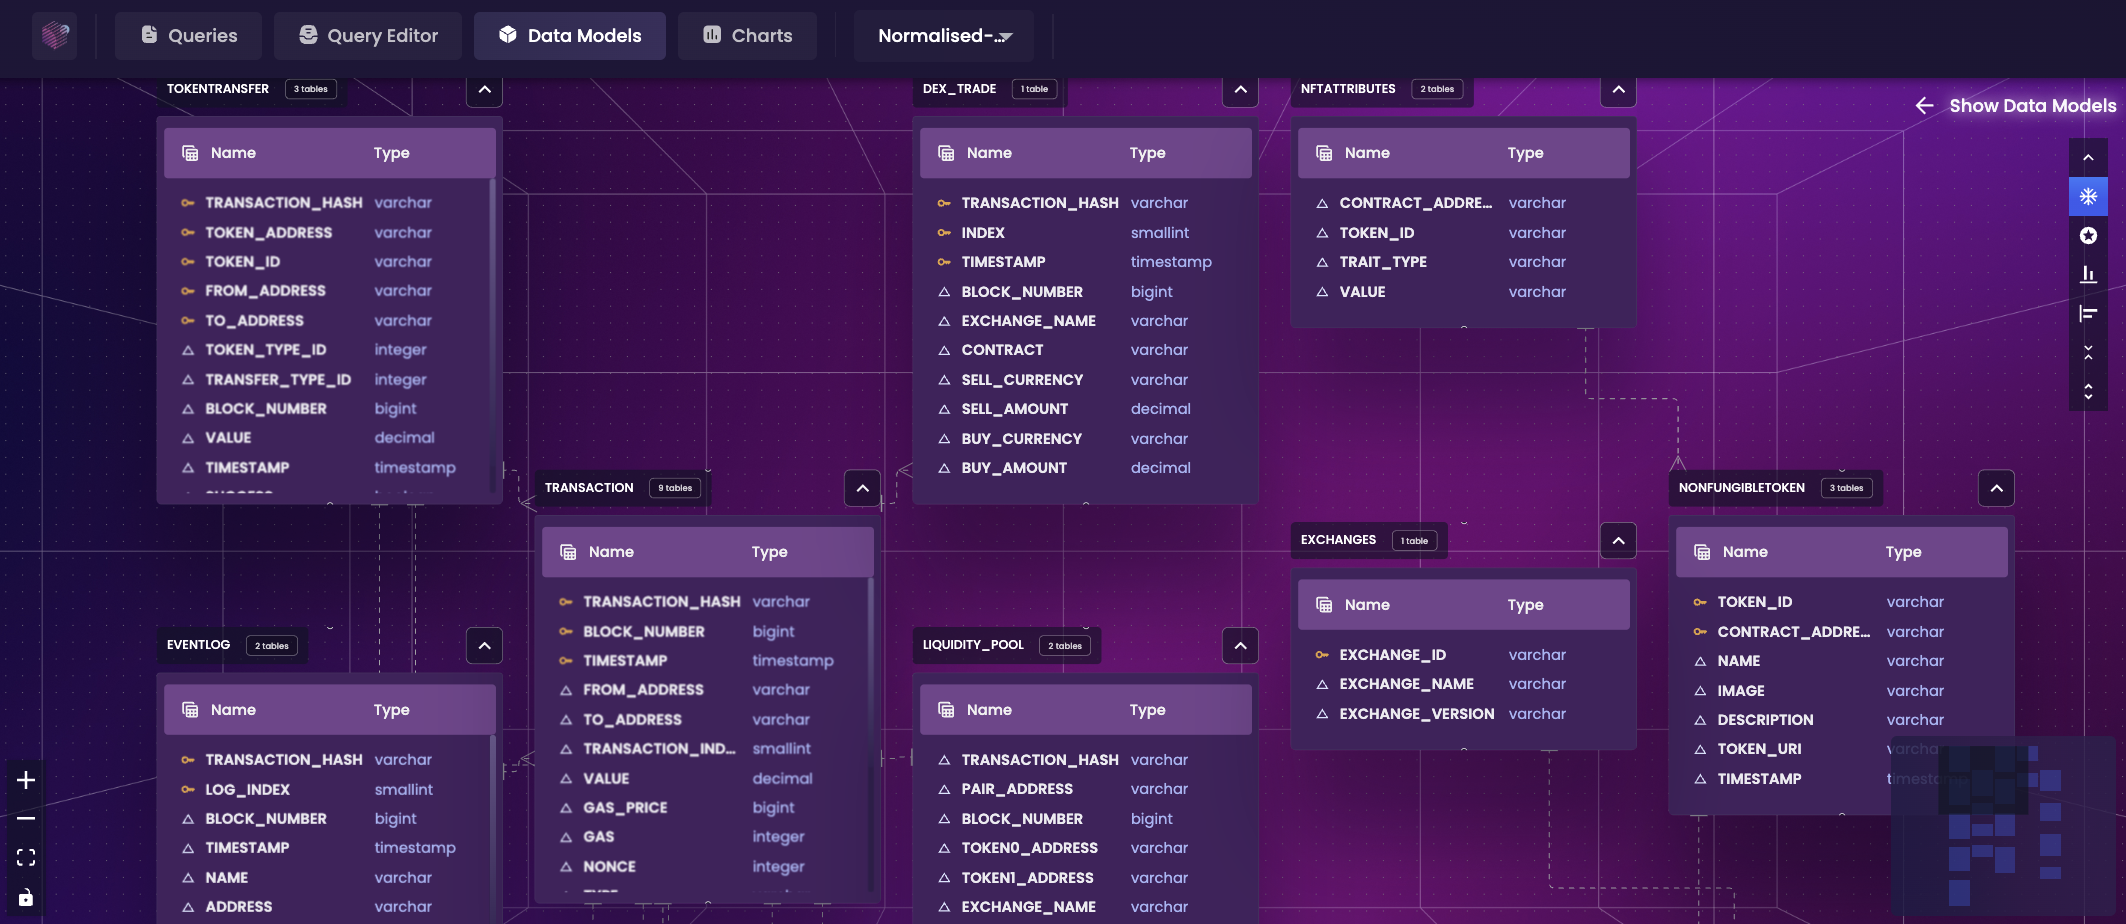 Queries
Query Editor
Data Models
Charts
Normalised-...
Show Data Models
TOKENTRANSFER 3 tables
Name Type
TRANSACTION_HASH varchar
TOKEN_ADDRESS varchar
TOKEN_ID varchar
FROM_ADDRESS varchar
TO_ADDRESS varchar
TOKEN_TYPE_ID integer
TRANSFER_TYPE_ID integer
BLOCK_NUMBER bigint
VALUE decimal
TIMESTAMP timestamp
DEX_TRADE 1 table
Name Type
TRANSACTION_HASH varchar
INDEX smallint
TIMESTAMP timestamp
BLOCK_NUMBER bigint
EXCHANGE_NAME varchar
CONTRACT varchar
SELL_CURRENCY varchar
SELL_AMOUNT decimal
BUY_CURRENCY varchar
BUY_AMOUNT decimal
NFTATTRIBUTES 2 tables
Name Type
CONTRACT_ADDRE... varchar
TOKEN_ID varchar
TRAIT_TYPE varchar
VALUE varchar
TRANSACTION 9 tables
Name Type
TRANSACTION_HASH varchar
BLOCK_NUMBER bigint
TIMESTAMP timestamp
FROM_ADDRESS varchar
TO_ADDRESS varchar
TRANSACTION_IND... smallint
VALUE decimal
GAS_PRICE bigint
GAS integer
NONCE integer
EXCHANGES 1 table
Name Type
EXCHANGE_ID varchar
EXCHANGE_NAME varchar
EXCHANGE_VERSION varchar
NONFUNGIBLETOKEN 3 tables
Name Type
TOKEN_ID varchar
CONTRACT_ADDRE... varchar
NAME varchar
IMAGE varchar
DESCRIPTION varchar
TOKEN_URI varchar
TIMESTAMP timestamp
EVENTLOG 2 tables
Name Type
TRANSACTION_HASH varchar
LOG_INDEX smallint
BLOCK_NUMBER bigint
TIMESTAMP timestamp
NAME varchar
ADDRESS varchar
LIQUIDITY_POOL 2 tables
Name Type
TRANSACTION_HASH varchar
PAIR_ADDRESS varchar
BLOCK_NUMBER bigint
TOKEN0_ADDRESS varchar
TOKEN1_ADDRESS varchar
EXCHANGE_NAME varchar